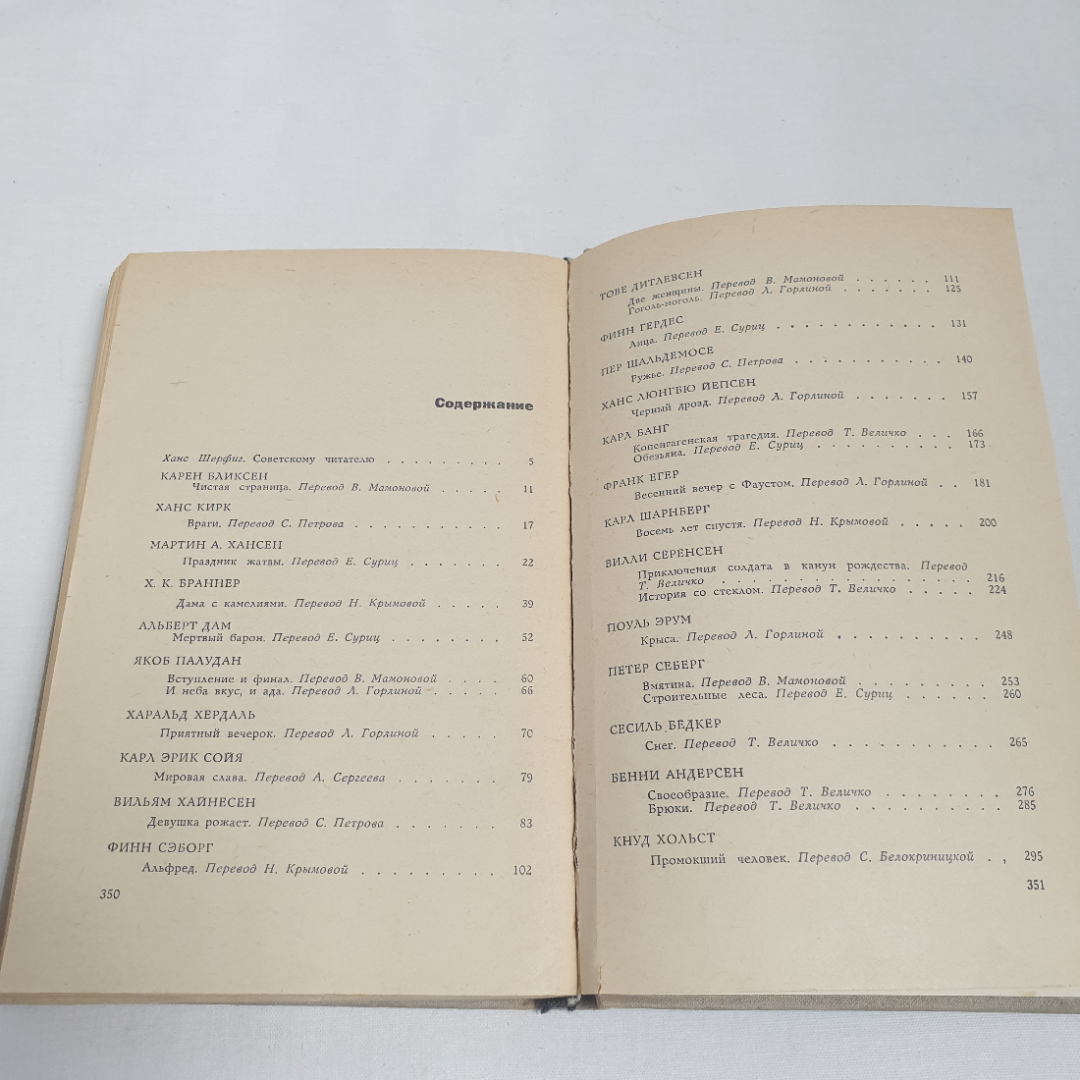 Содержание
Ханс Шерфиг. Советскому читателю . . . . . . . . . 5
КАРЕН БЛИКСЕН
Чистая страница. Перевод В. Мамоновой . . . . . 11
ХАНС КИРК
Враги. Перевод С. Петрова . . . . . . . . . . . 17
МАРТИН А. ХАНСЕН
Праздник жатвы. Перевод Е. Суриц . . . . . . . 22
Х. К. БРАННЕР
Дама с камелиями. Перевод Н. Крымовой . . . . . 39
АЛЬБЕРТ ДАМ
Мертвый барон. Перевод Е. Суриц . . . . . . . . 52
ЯКОБ ПАЛУДАН
Вступление и финал. Перевод В. Мамоновой . . . . 60
И неба вкус, и ада. Перевод Л. Горлиной . . . . . 66
ХАРАЛЬД ХЕРДАЛЬ
Приятный вечерок. Перевод Л. Горлиной . . . . . . 70
КАРЛ ЭРИК СОЙЯ
Мировая слава. Перевод А. Сергеева . . . . . . . 79
ВИЛЬЯМ ХАЙНЕСЕН
Девушка рожает. Перевод С. Петрова . . . . . . . 83
ФИНН СЭБОРГ
Альфред. Перевод Н. Крымовой . . . . . . . . . 102
350
ТОВЕ ДИТЛЕВСЕН
Две женщины. Перевод В. Мамоновой . . . . . . 111
Гоголь-моголь. Перевод Л. Горлиной . . . . . . . 125
ФИНН ГЕРДЕС
Лица. Перевод Е. Суриц . . . . . . . . . . . 131
ПЕР ШАЛЬДЕМОСЕ
Ружье. Перевод С. Петрова . . . . . . . . . . 140
ХАНС ЛЮНГБЮ ЙЕПСЕН
Черный дрозд. Перевод Л. Горлиной . . . . . . . 157
КАРЛ БАНГ
Копенгагенская трагедия. Перевод Т. Величко . . . 166
Обезьяна. Перевод Е. Суриц . . . . . . . . . . 173
ФРАНК ЕГЕР
Весенний вечер с Фаустом. Перевод Л. Горлиной . . 181
КАРЛ ШАРНБЕРГ
Восемь лет спустя. Перевод Н. Крымовой . . . . . 200
ВИЛЛИ СЕРЕНСЕН
Приключения солдата в канун рождества. Перевод
Т. Величко . . . . . . . . . . . . . . . 216
История со стеклом. Перевод Т. Величко . . . . . 224
ПОУЛЬ ЭРУМ
Крыса. Перевод Л. Горлиной . . . . . . . . . . 248
ПЕТЕР СЕБЕРГ
Вмятина. Перевод В. Мамоновой . . . . . . . . . 253
Строительные леса. Перевод Е. Суриц . . . . . . 260
СЕСИЛЬ БЕДКЕР
Снег. Перевод Т. Величко . . . . . . . . . . . 265
БЕННИ АНДЕРСЕН
Своеобразие. Перевод Т. Величко . . . . . . . . 276
Брюки. Перевод Т. Величко . . . . . . . . . . 285
КНУД ХОЛЬСТ
Промокший человек. Перевод С. Белокриницкой . . 295
351